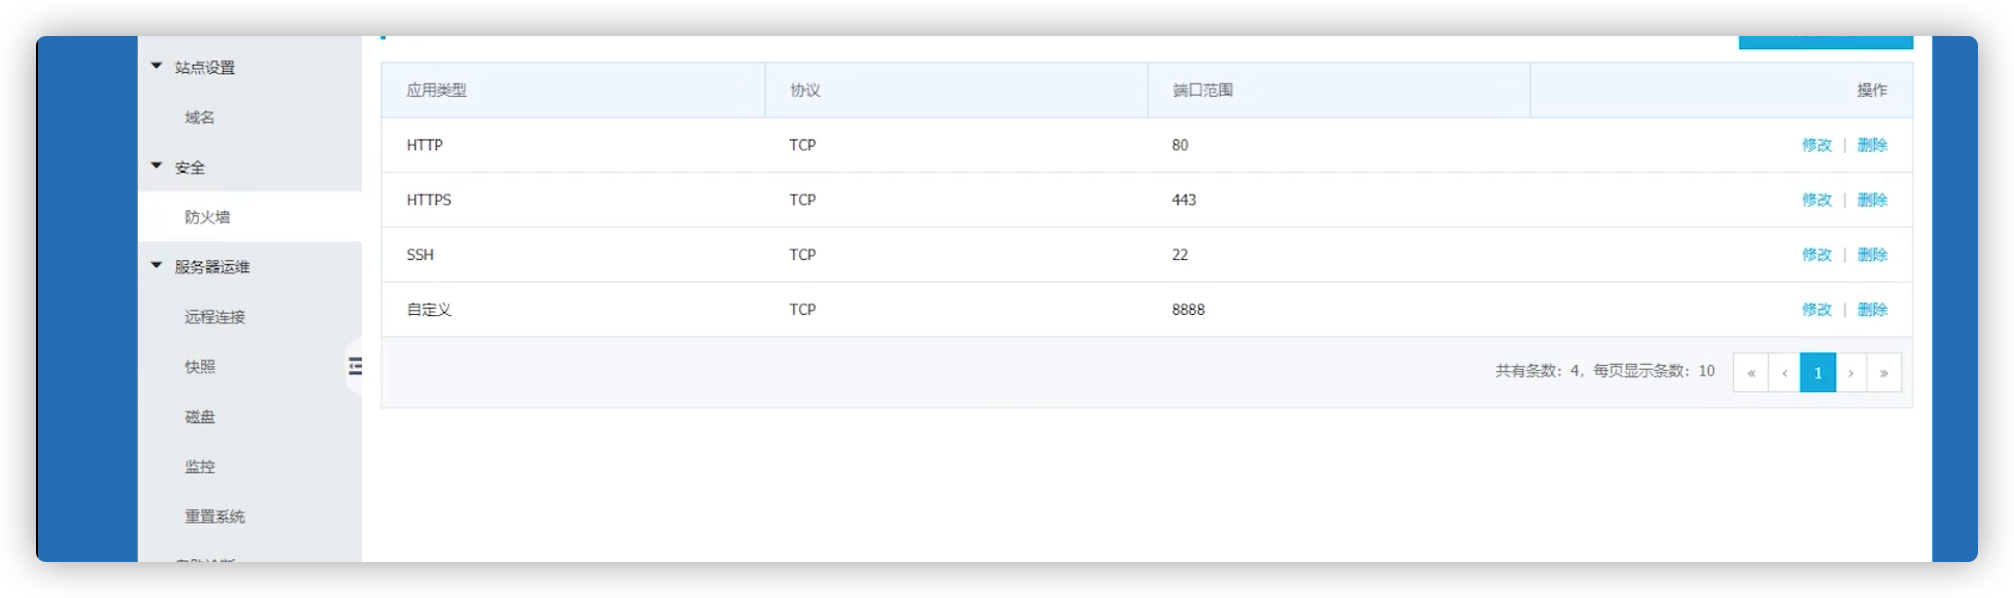 站点设置
域名
安全
防火墙
服务器运维
远程连接
快照
磁盘
监控
重置系统
应用类型 协议 端口范围 操作
HTTP TCP 80 修改 | 删除
HTTPS TCP 443 修改 | 删除
SSH TCP 22 修改 | 删除
自定义 TCP 8888 修改 | 删除
共有条数：4，每页显示条数：10 « ‹ 1 › »